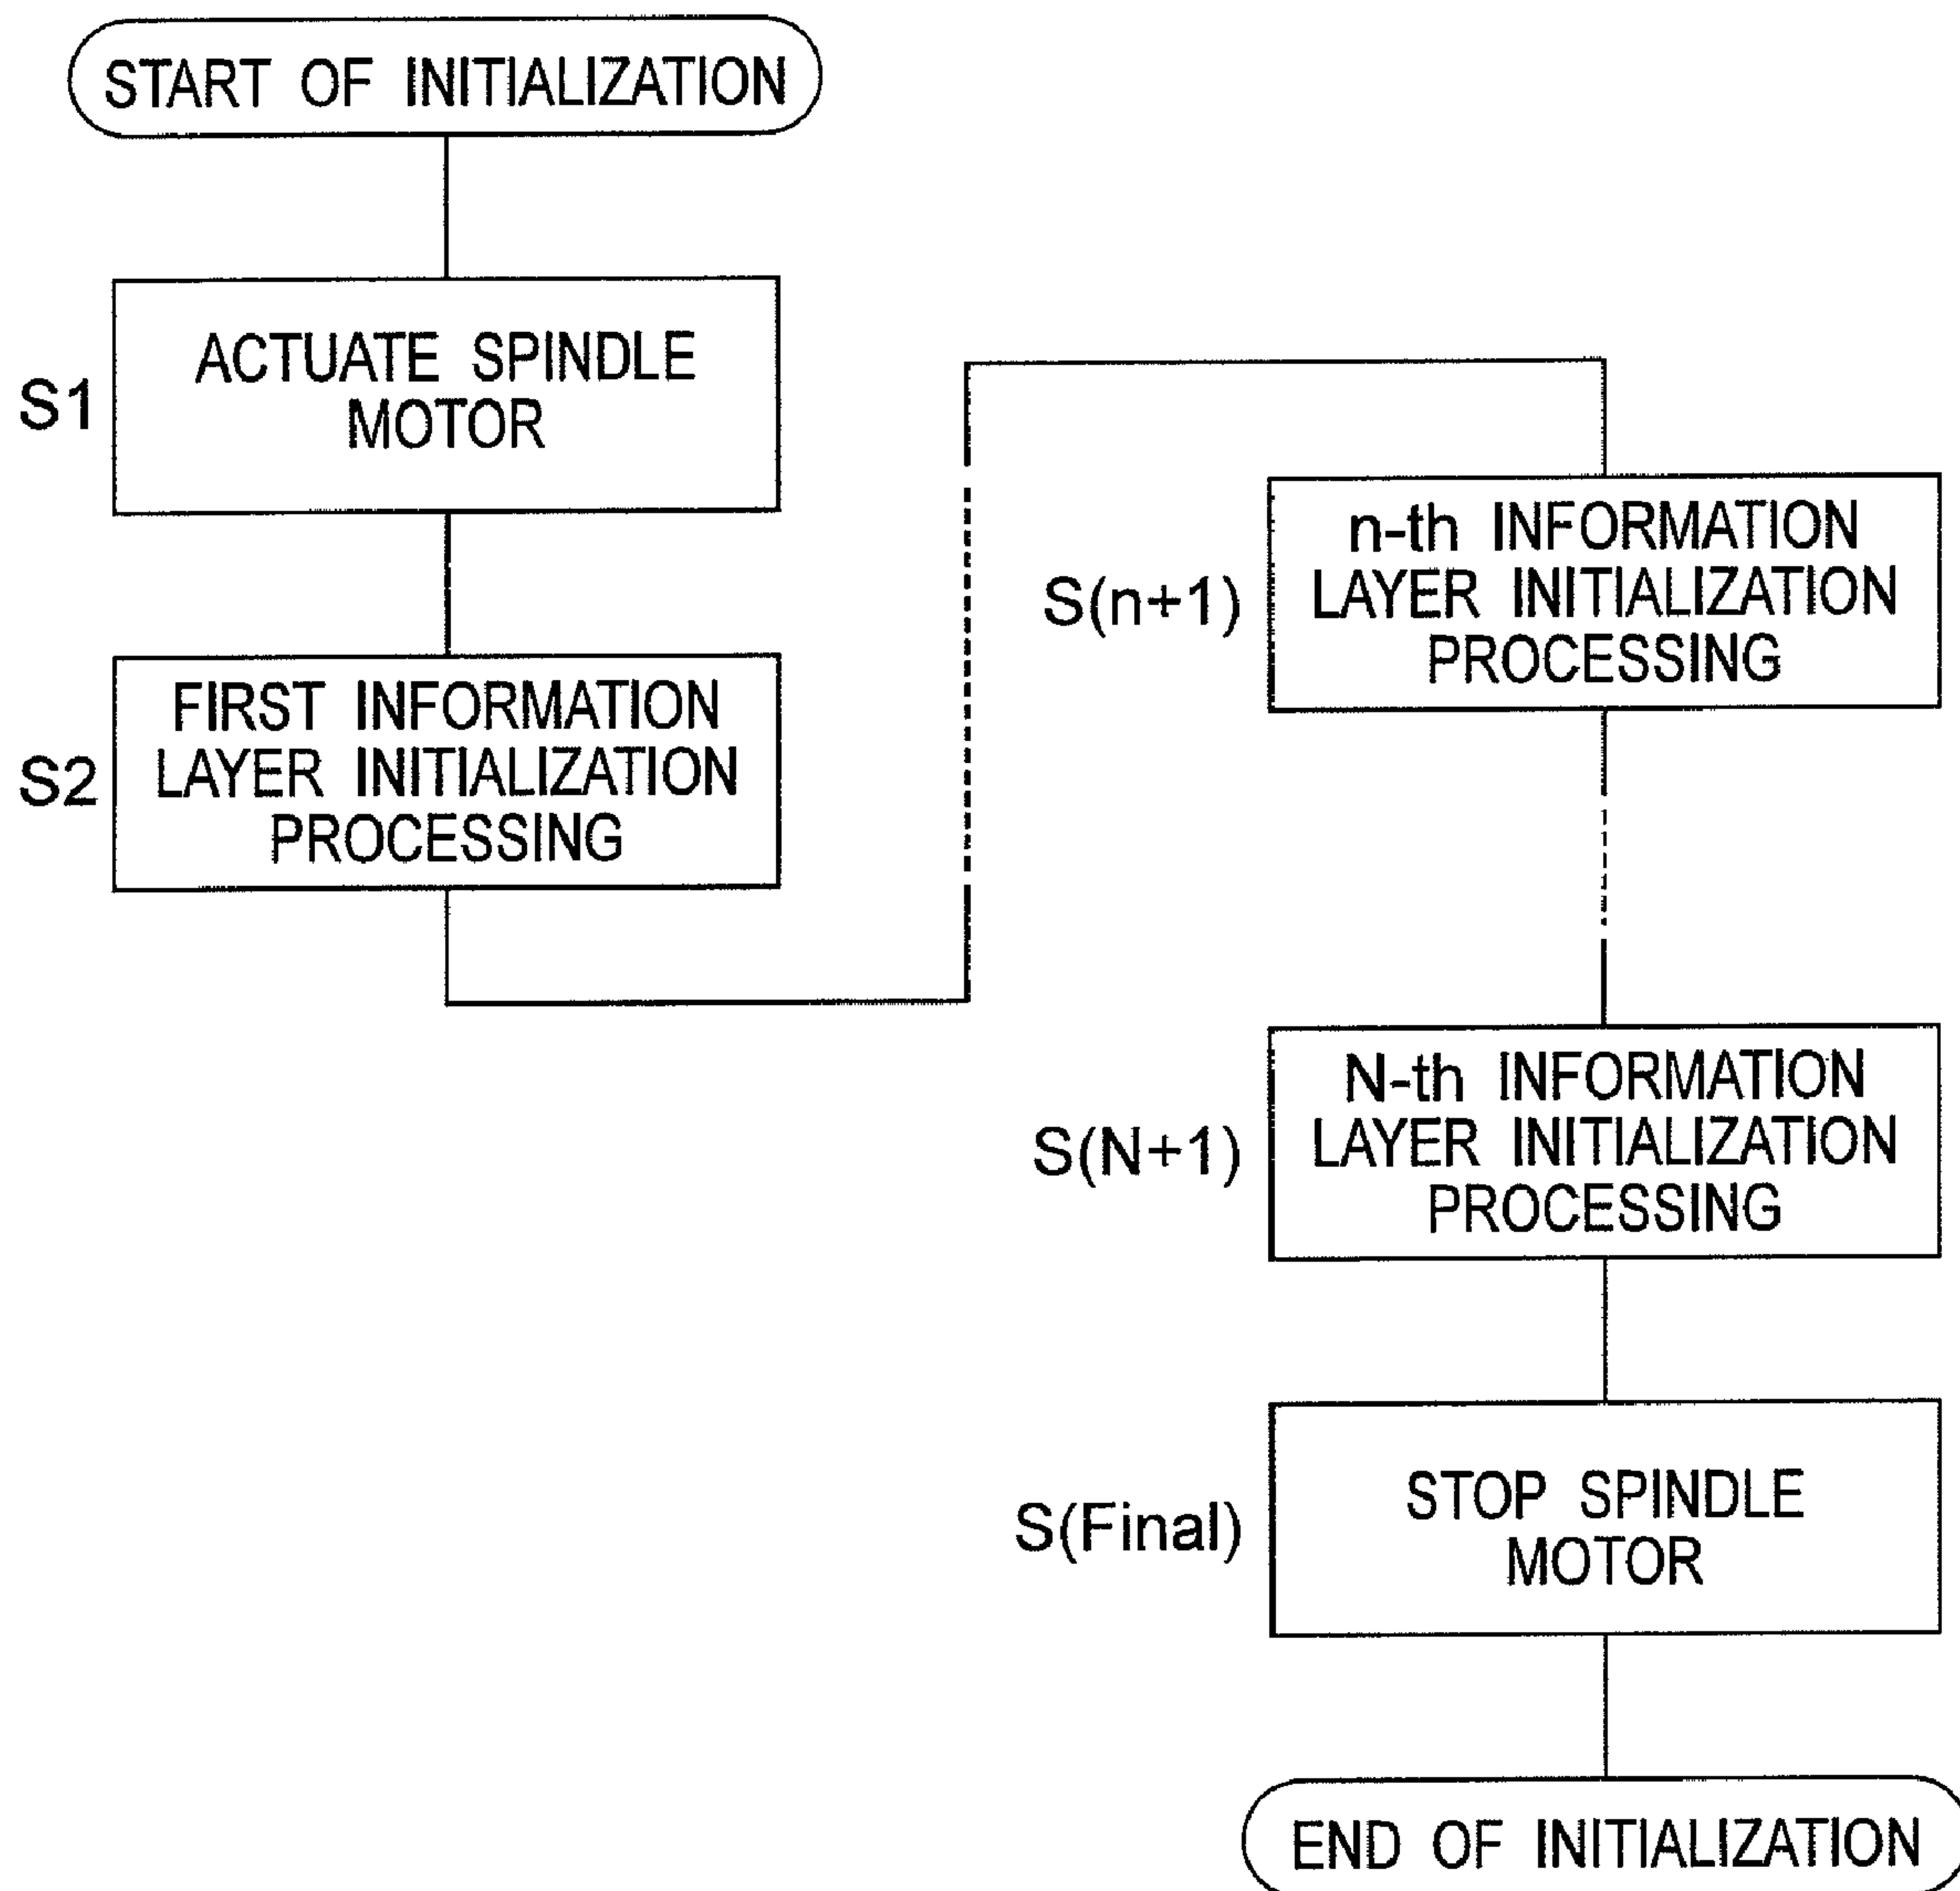 START OF INITIALIZATION
S1
ACTUATE SPINDLE
MOTOR
S2
FIRST INFORMATION
LAYER INITIALIZATION
PROCESSING
S(n+1)
n-th INFORMATION
LAYER INITIALIZATION
PROCESSING
S(N+1)
N-th INFORMATION
LAYER INITIALIZATION
PROCESSING
S(Final)
STOP SPINDLE
MOTOR
END OF INITIALIZATION